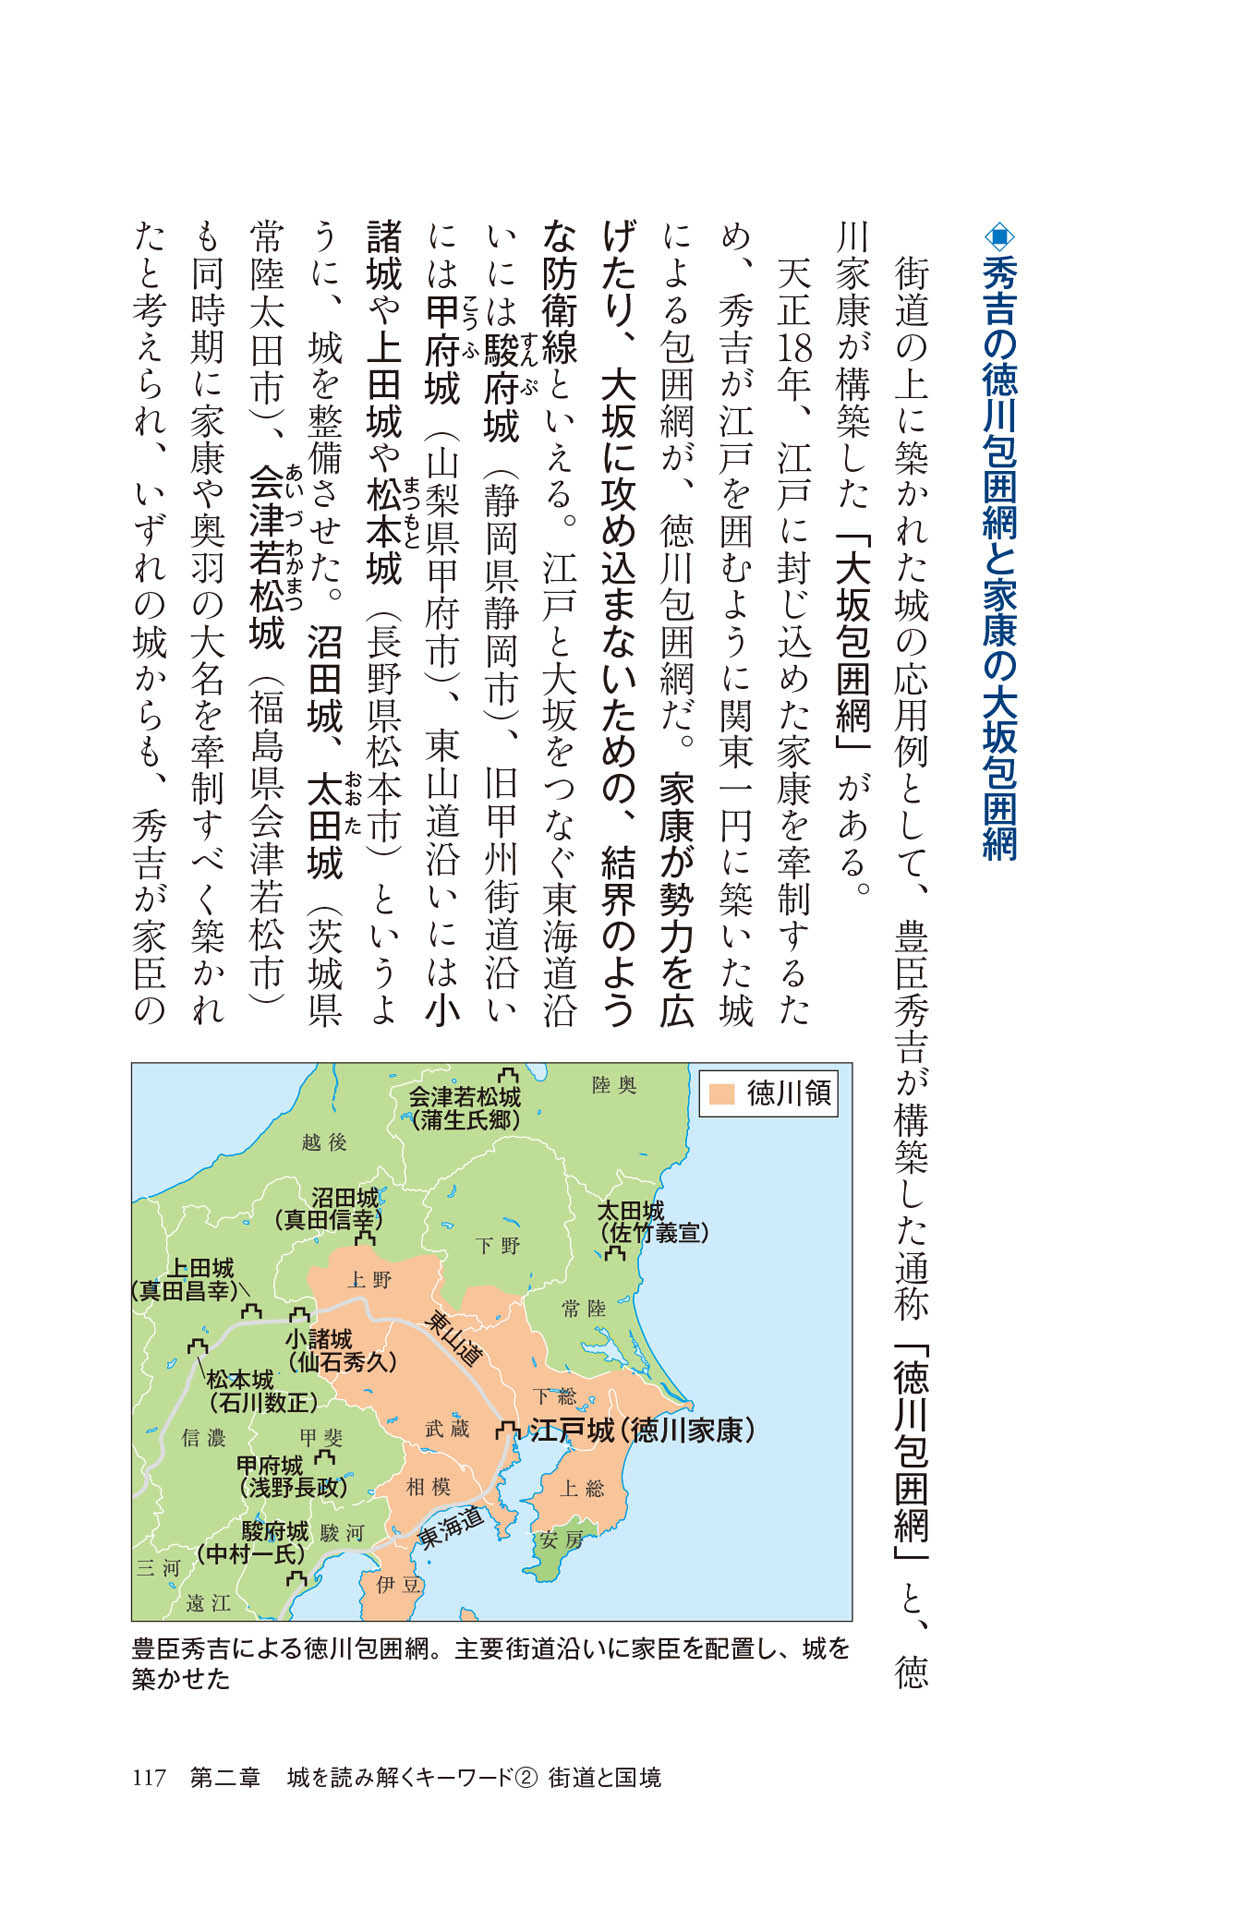 秀吉の徳川包囲網と家康の大坂包囲網
街道の上に築かれた城の応用例として、豊臣秀吉が構築した通称「徳川包囲網」と、徳
川家康が構築した「大坂包囲網」がある。
天正18年、江戸に封じ込めた家康を牽制するた
め、秀吉が江戸を囲むように関東一円に築いた城
による包囲網が、徳川包囲網だ。家康が勢力を広
げたり、大坂に攻め込まないための、結界のよう
な防衛線といえる。江戸と大坂をつなぐ東海道沿
いには駿府城（静岡県静岡市）、旧甲州街道沿い
すんぷ
には甲府城（山梨県甲府市）、東山道沿いには小
こうふ
諸城や上田城や松本城（長野県松本市）というよ
まつもと
うに、城を整備させた。沼田城、太田城（茨城県
おおた
常陸太田市）、会津若松城（福島県会津若松市）
あいづわかまつ
も同時期に家康や奥羽の大名を牽制すべく築かれ
たと考えられ、いずれの城からも、秀吉が家臣の
徳川領
陸奥
会津若松城
（蒲生氏郷）
越後
沼田城
（真田信幸）
太田城
（佐竹義宣）
下野
上野
上田城
（真田昌幸）
常陸
小諸城
（仙石秀久）
東山道
松本城
（石川数正）
下総
武蔵
江戸城（徳川家康）
信濃
甲斐
甲府城
（浅野長政）
相模
上総
駿府城
（中村一氏）
駿河
東海道
安房
三河
遠江
伊豆
豊臣秀吉による徳川包囲網。主要街道沿いに家臣を配置し、城を
築かせた
117 第二章 城を読み解くキーワード② 街道と国境